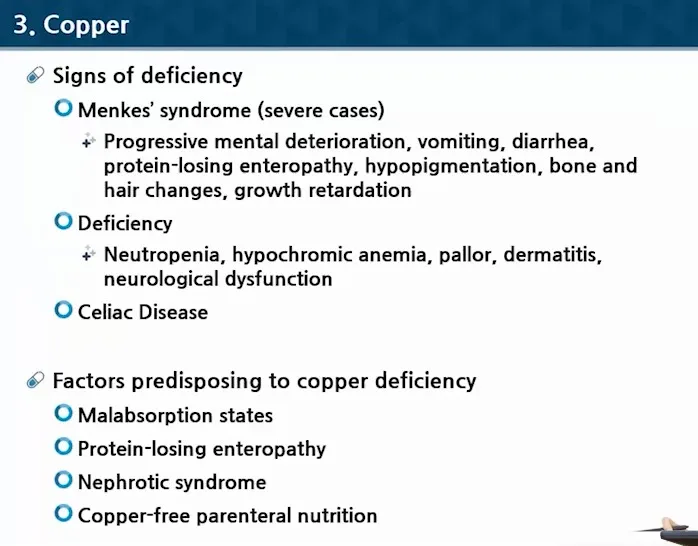 3. Copper
Signs of deficiency
Menkes’ syndrome (severe cases)
Progressive mental deterioration, vomiting, diarrhea,
protein-losing enteropathy, hypopigmentation, bone and
hair changes, growth retardation
Deficiency
Neutropenia, hypochromic anemia, pallor, dermatitis,
neurological dysfunction
Celiac Disease
Factors predisposing to copper deficiency
Malabsorption states
Protein-losing enteropathy
Nephrotic syndrome
Copper-free parenteral nutrition